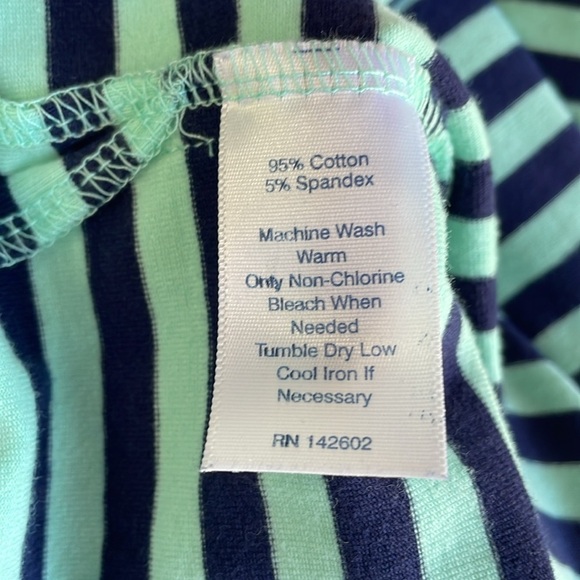 95% Cotton
5% Spandex
Machine Wash
Warm
Only Non-Chlorine
Bleach When
Needed
Tumble Dry Low
Cool Iron If
Necessary
RN 142602